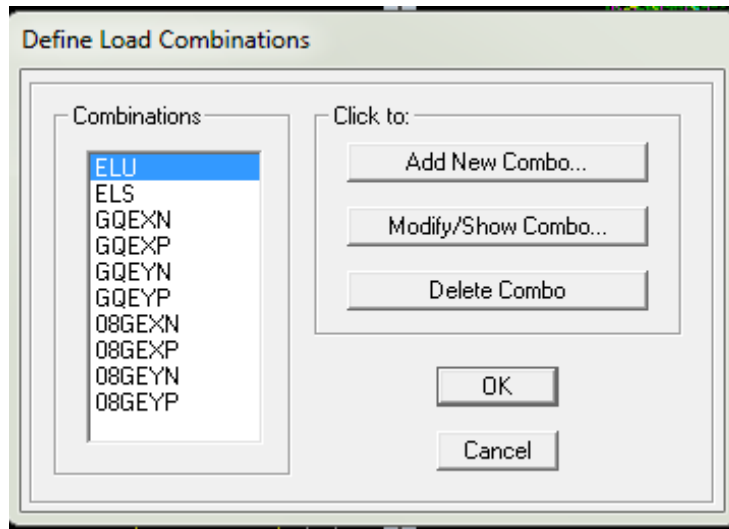 Define Load Combinations
Combinations
ELU
ELS
GQEXN
GQEXP
GQEYN
GQEYP
08GEXN
08GEXP
08GEYN
08GEYP
Click to:
Add New Combo...
Modify/Show Combo...
Delete Combo
OK
Cancel